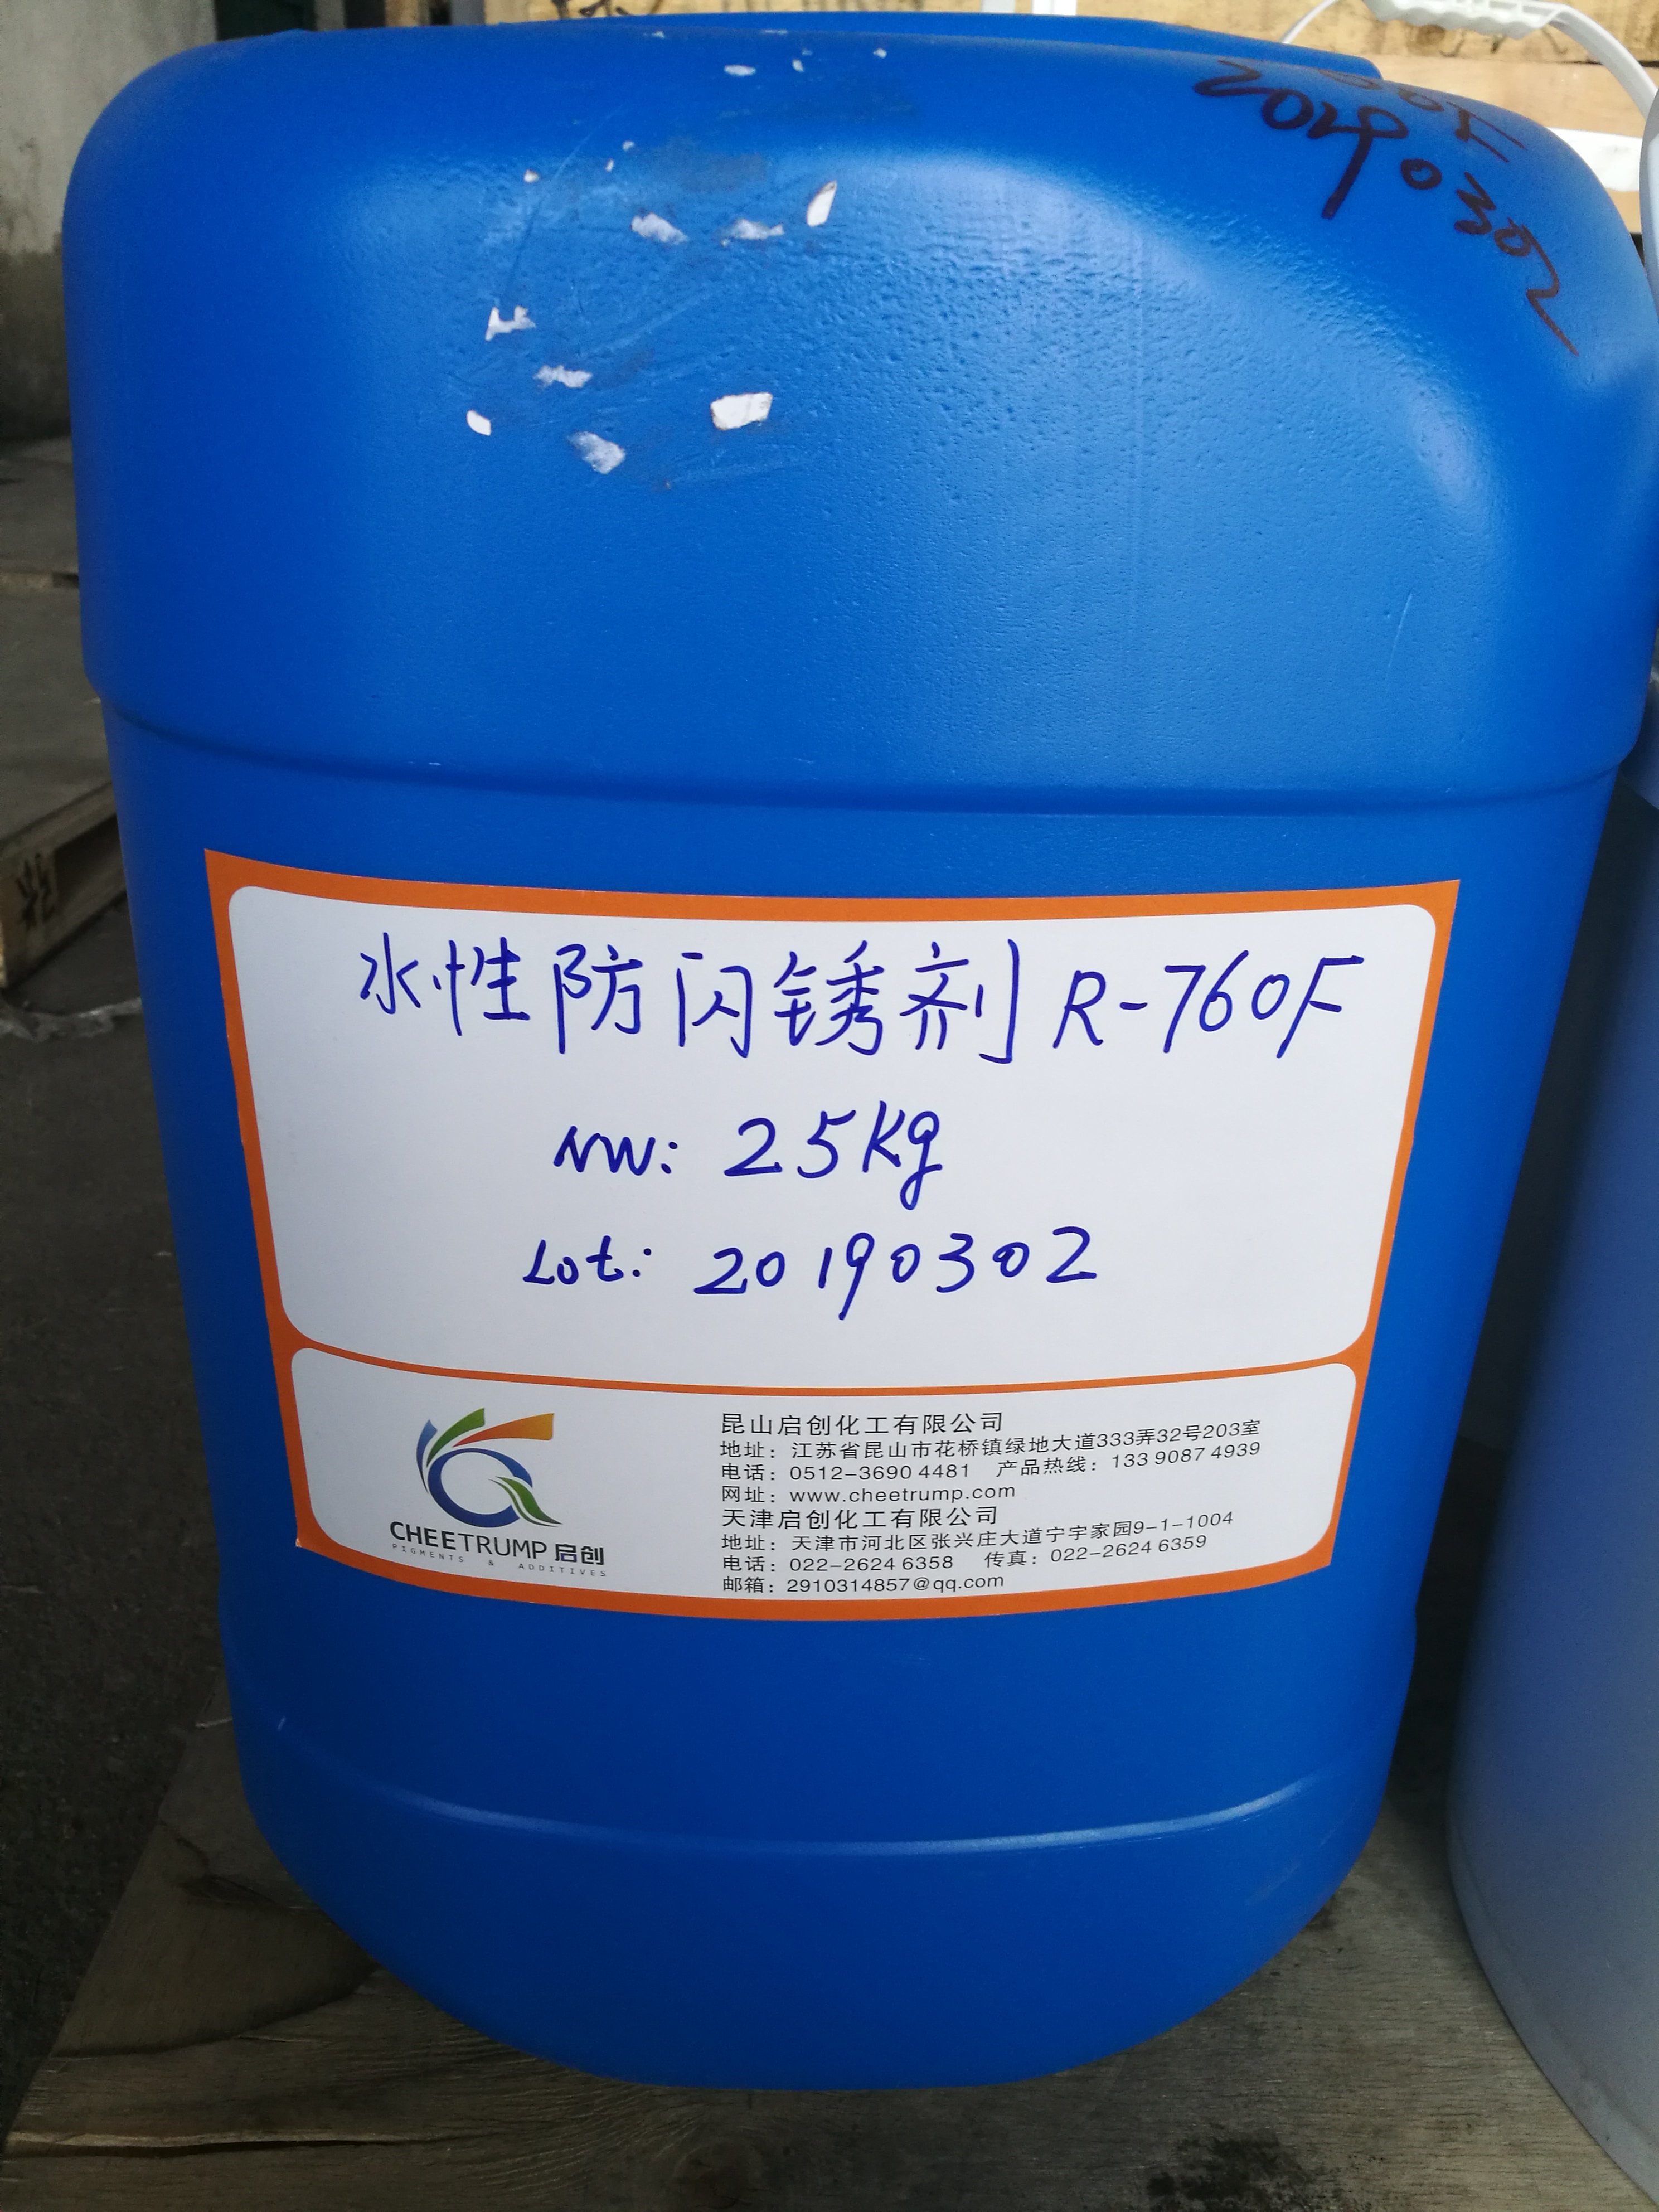 20190302
水性防闪锈剂 R-760F
NW: 25kg
Lot: 20190302
CHEETRUMP 启创
PIGMENTS & ADDITIVES
昆山启创化工有限公司
地址：江苏省昆山市花桥镇绿地大道333弄32号203室
电话：0512-3690 4481 产品热线：133 9087 4939
网址：www.cheetrump.com
天津启创化工有限公司
地址：天津市河北区张兴庄大道宁宇家园9-1-1004
电话：022-2624 6358 传真：022-2624 6359
邮箱：2910314857@qq.com